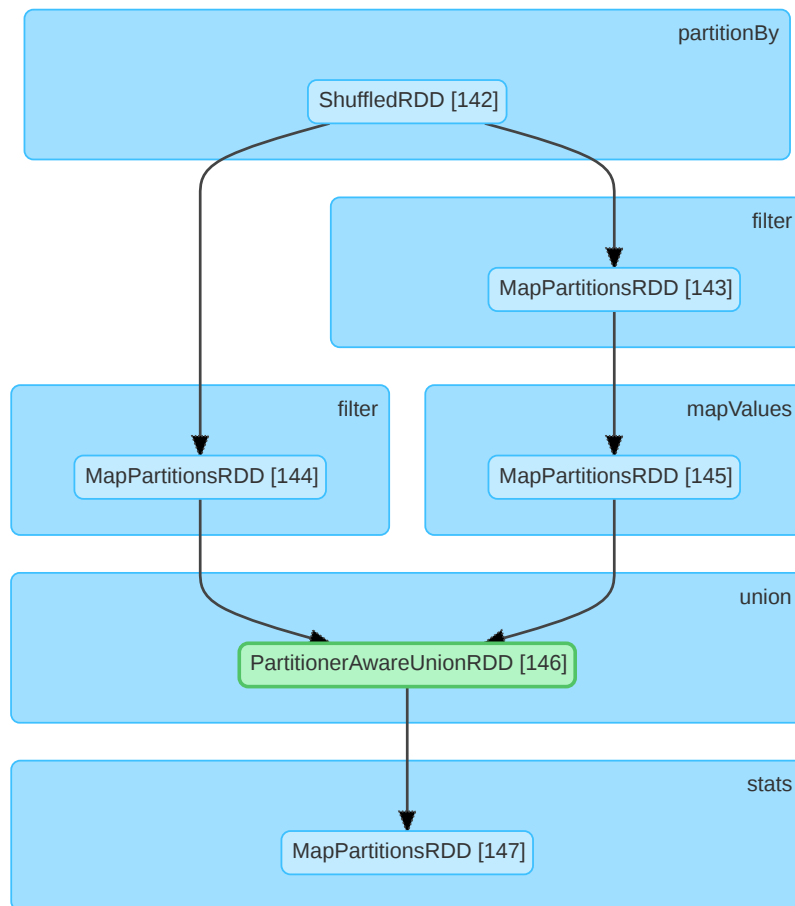 partitionBy
ShuffledRDD [142]
filter
MapPartitionsRDD [143]
filter
MapPartitionsRDD [144]
mapValues
MapPartitionsRDD [145]
union
PartitionerAwareUnionRDD [146]
stats
MapPartitionsRDD [147]